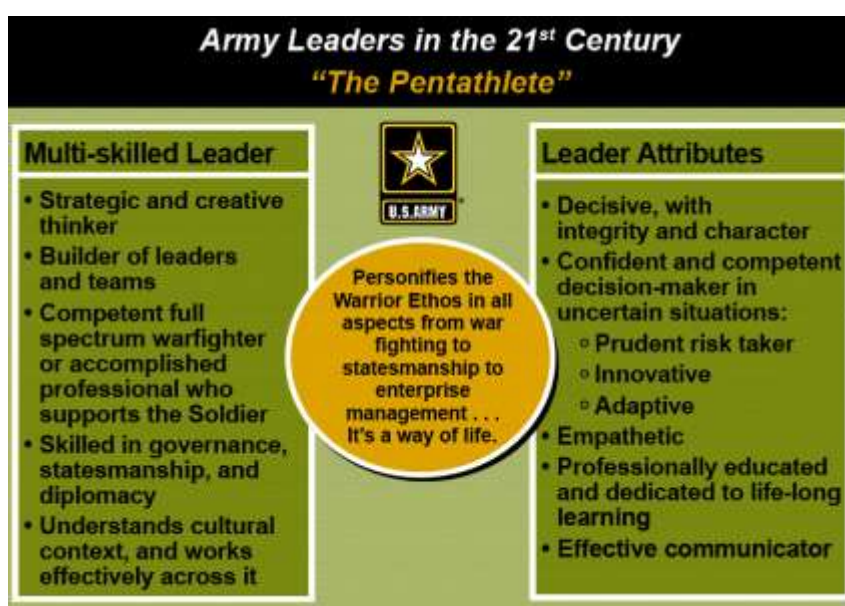 Army Leaders in the 21st Century
“The Pentathlete”
Multi-skilled Leader
• Strategic and creative
thinker
• Builder of leaders
and teams
• Competent full
spectrum warfighter
or accomplished
professional who
supports the Soldier
• Skilled in governance,
statesmanship, and
diplomacy
• Understands cultural
context, and works
effectively across it
U.S.ARMY
Personifies the
Warrior Ethos in all
aspects from war
fighting to
statesmanship to
enterprise
management . . .
It's a way of life.
Leader Attributes
• Decisive, with
integrity and character
• Confident and competent
decision-maker in
uncertain situations:
◦ Prudent risk taker
◦ Innovative
◦ Adaptive
• Empathetic
• Professionally educated
and dedicated to life-long
learning
• Effective communicator